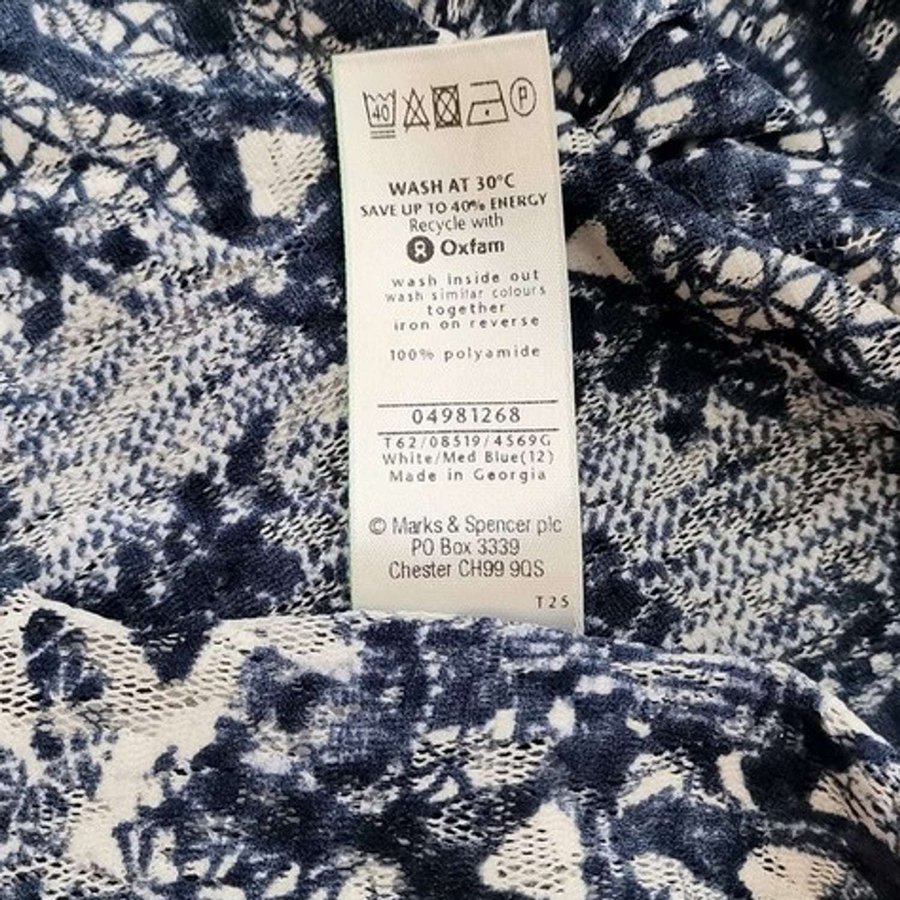 40 P
WASH AT 30°C
SAVE UP TO 40% ENERGY
Recycle with
Oxfam
wash inside out
wash similar colours
together
iron on reverse
100% polyamide
04981268
T62/08519/4569G
White/Med Blue(12)
Made in Georgia
© Marks & Spencer plc
PO Box 3339
Chester CH99 9QS
T25